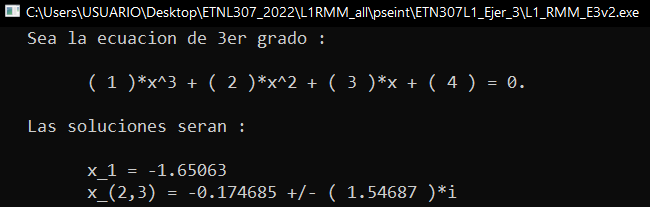 C:\Users\USUARIO\Desktop\ETNL307_2022\L1RMM_all\pseint\ETN307L1_Ejer_3\L1_RMM_E3v2.exe
Sea la ecuacion de 3er grado :
( 1 )*x^3 + ( 2 )*x^2 + ( 3 )*x + ( 4 ) = 0.
Las soluciones seran :
x_1 = -1.65063
x_(2,3) = -0.174685 +/- ( 1.54687 )*i